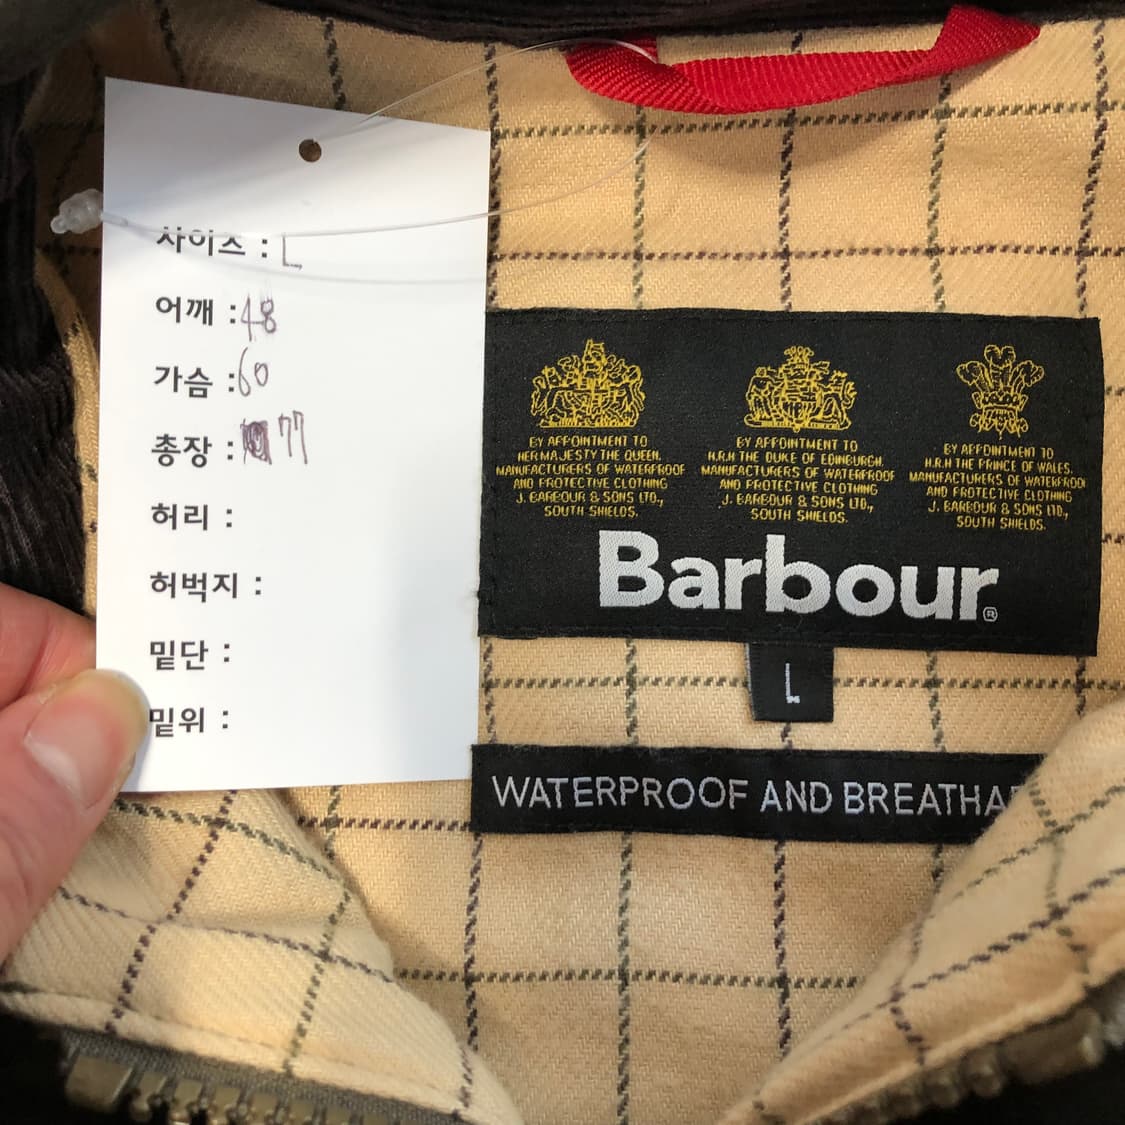 사이즈 : L
어깨 : 48
가슴 : 60
총장 : 77
허리 :
허벅지 :
밑단 :
밑위 :
BY APPOINTMENT TO
HER MAJESTY THE QUEEN,
MANUFACTURERS OF WATERPROOF
AND PROTECTIVE CLOTHING
J. BARBOUR & SONS LTD.,
SOUTH SHIELDS.
BY APPOINTMENT TO
H.R.H THE DUKE OF EDINBURGH,
MANUFACTURERS OF WATERPROOF
AND PROTECTIVE CLOTHING
J. BARBOUR & SONS LTD.,
SOUTH SHIELDS.
BY APPOINTMENT TO
H.R.H THE PRINCE OF WALES,
MANUFACTURERS OF WATERPROOF
AND PROTECTIVE CLOTHING
J. BARBOUR & SONS LTD.,
SOUTH SHIELDS.
Barbour®
L
WATERPROOF AND BREATHA